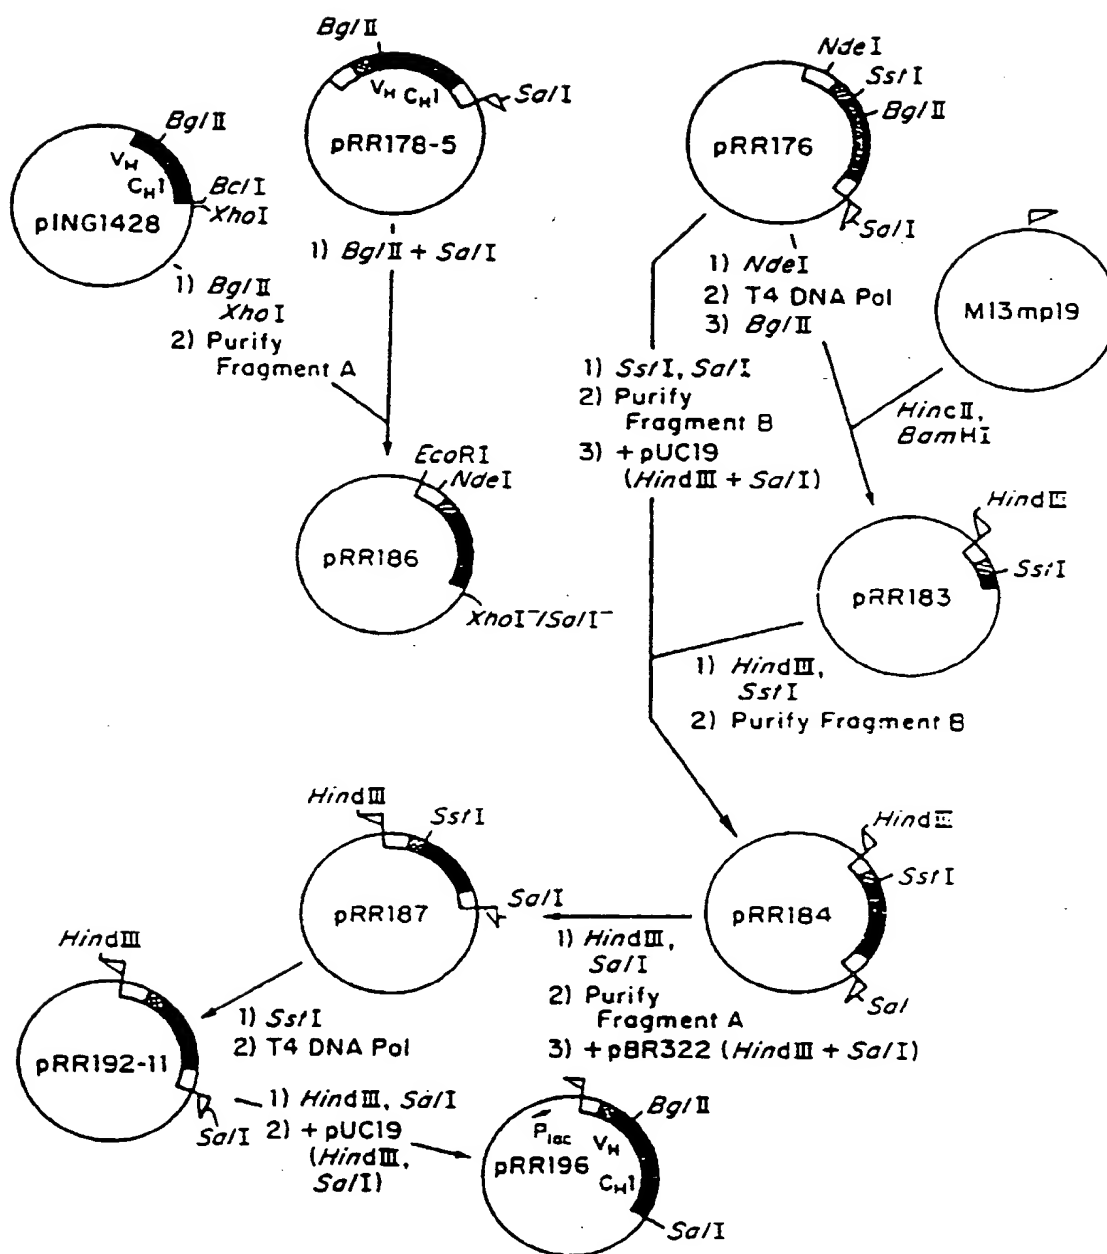 BglII
VH CH1
SalI
pRR178-5
BglII
VH
CH1
BclI
XhoI
pING1428
1) BglII
XhoI
2) Purify
Fragment A
1) BglII + SalI
EcoRI
NdeI
pRR186
XhoI⁻/SalI⁻
NdeI
SstI
BglII
pRR176
SalI
1) NdeI
2) T4 DNA Pol
3) BglII
M13mp19
HincII,
BamHI
1) SstI, SalI
2) Purify
Fragment B
3) +pUC19
(HindIII + SalI)
HindIII
SstI
pRR183
1) HindIII,
SstI
2) Purify Fragment B
HindIII
SstI
pRR184
Sal
1) HindIII,
SalI
2) Purify
Fragment A
3) +pBR322 (HindIII + SalI)
HindIII
SstI
pRR187
SalI
1) SstI
2) T4 DNA Pol
HindIII
pRR192-11
SalI
1) HindIII, SalI
2) +pUC19
(HindIII,
SalI)
BglII
Plac
VH
pRR196
CH1
SalI